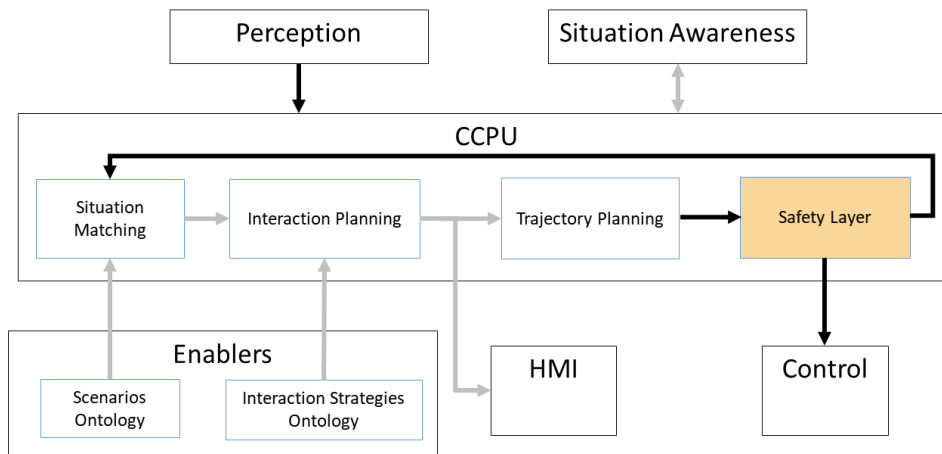 Perception
Situation Awareness
CCPU
Situation
Matching
Interaction Planning
Trajectory Planning
Safety Layer
Enablers
Scenarios
Ontology
Interaction Strategies
Ontology
HMI
Control